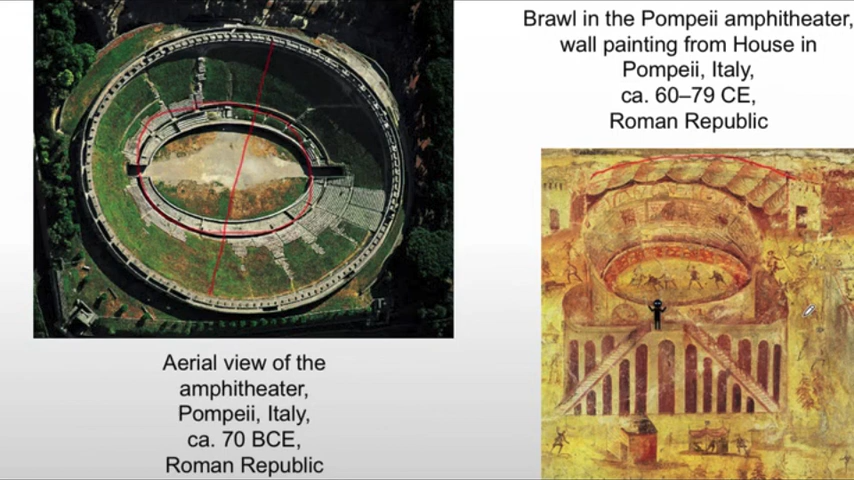 Brawl in the Pompeii amphitheater,
wall painting from House in
Pompeii, Italy,
ca. 60–79 CE,
Roman Republic
Aerial view of the
amphitheater,
Pompeii, Italy,
ca. 70 BCE,
Roman Republic